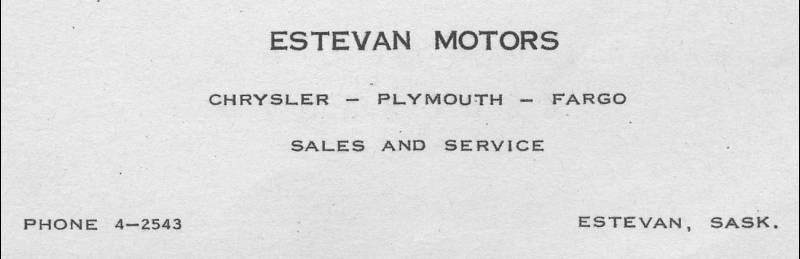 ESTEVAN MOTORS
CHRYSLER – PLYMOUTH – FARGO
SALES AND SERVICE
PHONE 4–2543
ESTEVAN, SASK.